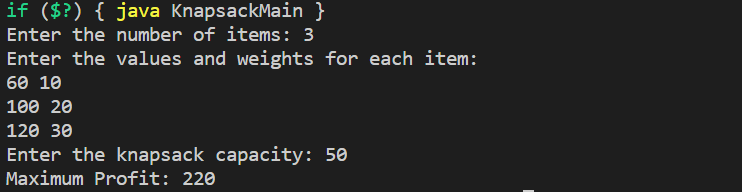 if ($?) { java KnapsackMain }
Enter the number of items: 3
Enter the values and weights for each item:
60 10
100 20
120 30
Enter the knapsack capacity: 50
Maximum Profit: 220